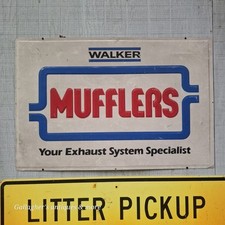 WALKER
MUFFLERS
Your Exhaust System Specialist
LITTER PICKUP